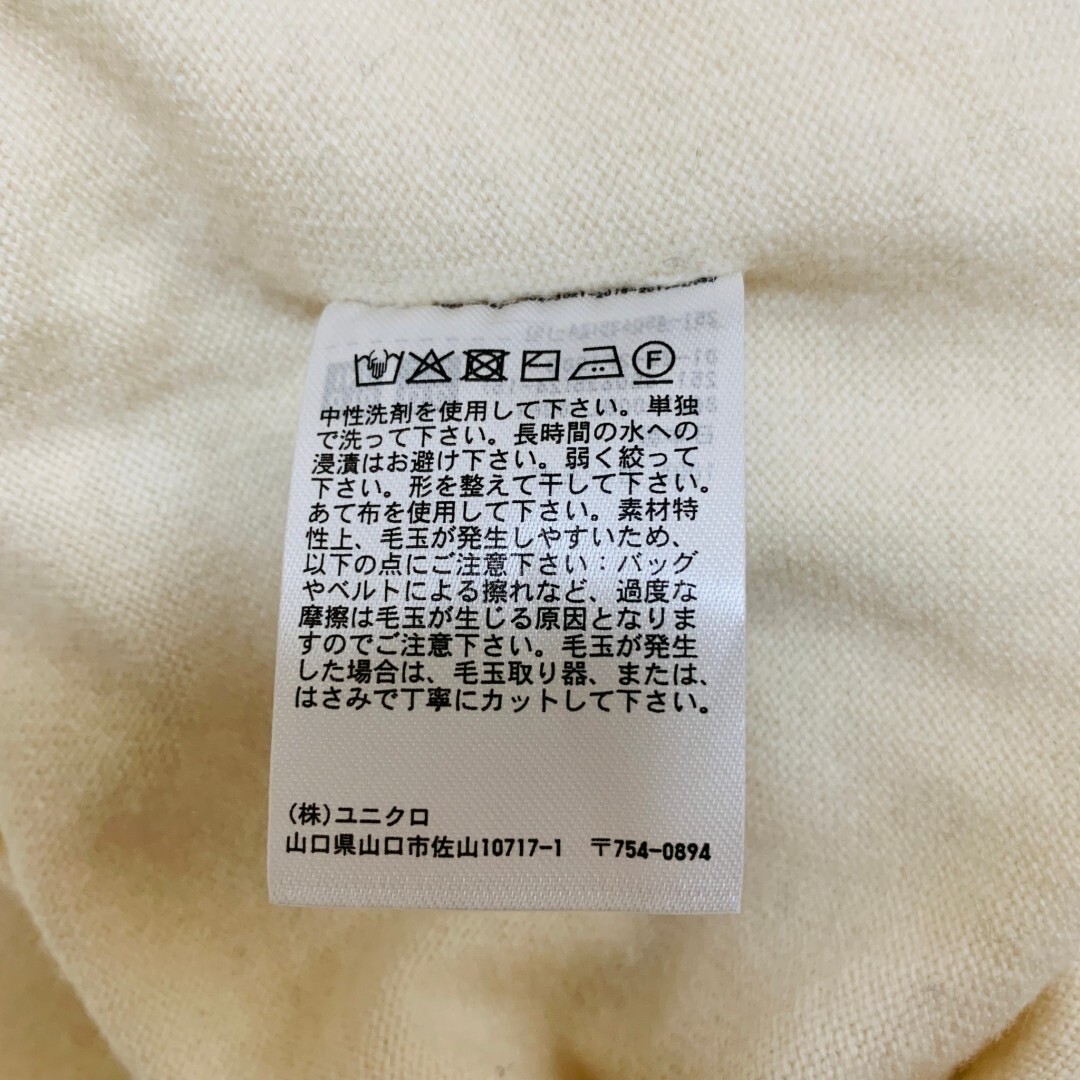 F
中性洗剤を使用して下さい。単独
で洗って下さい。長時間の水への
浸漬はお避け下さい。弱く絞って
下さい。形を整えて干して下さい。
あて布を使用して下さい。素材特
性上、毛玉が発生しやすいため、
以下の点にご注意下さい：バッグ
やベルトによる擦れなど、過度な
摩擦は毛玉が生じる原因となりま
すのでご注意下さい。毛玉が発生
した場合は、毛玉取り器、または、
はさみで丁寧にカットして下さい。
(株)ユニクロ
山口県山口市佐山10717-1 〒754-0894